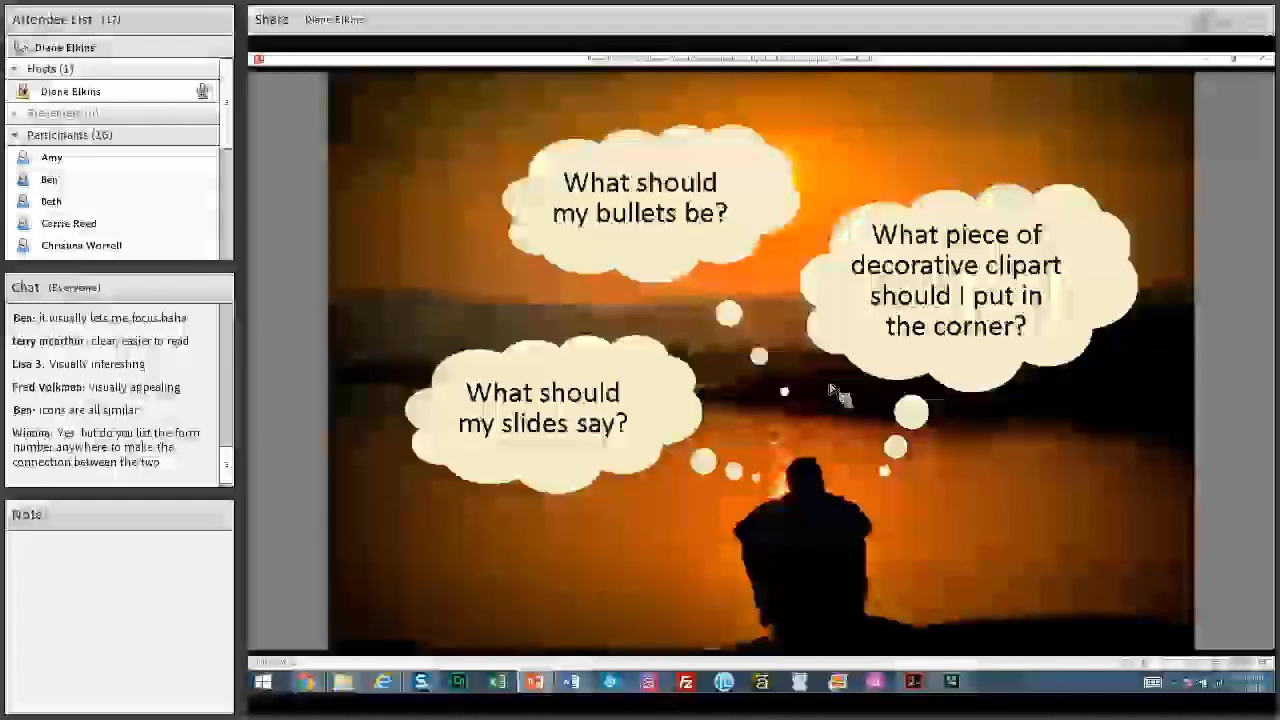 Attendee List (17)
Diane Elkins
Hosts (1)
Diane Elkins
Participants (16)
Amy
Ben
Beth
Carrie Reed
Christina Worrell
Chat (Everyone)
Ben: it visually lets me focus haha
terry mcarthur: clear, easier to read
Lisa 3: Visually interesting
Fred Volkman: visually appealing
Ben: icons are all similar
Winona: Yes, but do you list the form
number anywhere to make the
connection between the two
Note
Share Diane Elkins
What should
my bullets be?
What piece of
decorative clipart
should I put in
the corner?
What should
my slides say?